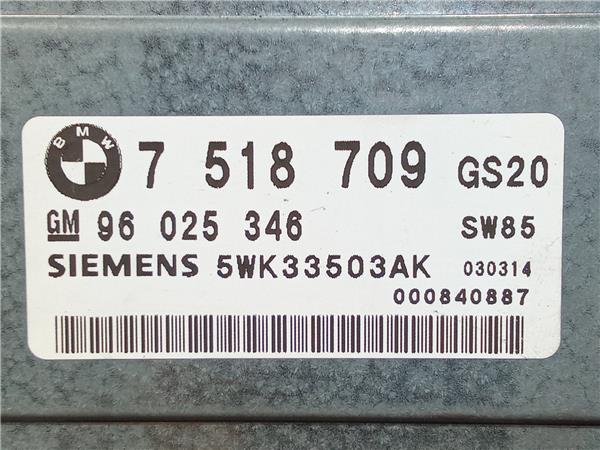 BMW 7 518 709 GS20
GM 96 025 346 SW85
SIEMENS 5WK33503AK 030314
000840887